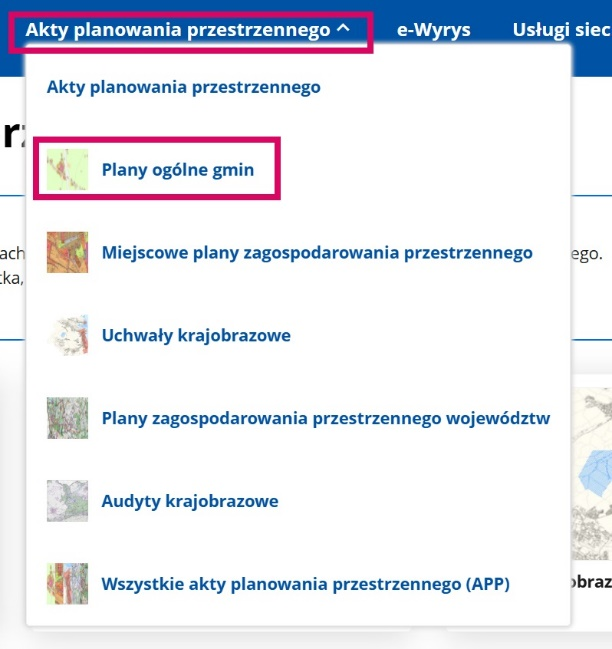 Akty planowania przestrzennego e-Wyrys Usługi siec
Akty planowania przestrzennego
Plany ogólne gmin
ach Miejscowe plany zagospodarowania przestrzennego ego.
tka,
Uchwały krajobrazowe
Plany zagospodarowania przestrzennego województw
Audyty krajobrazowe
Wszystkie akty planowania przestrzennego (APP) obraz